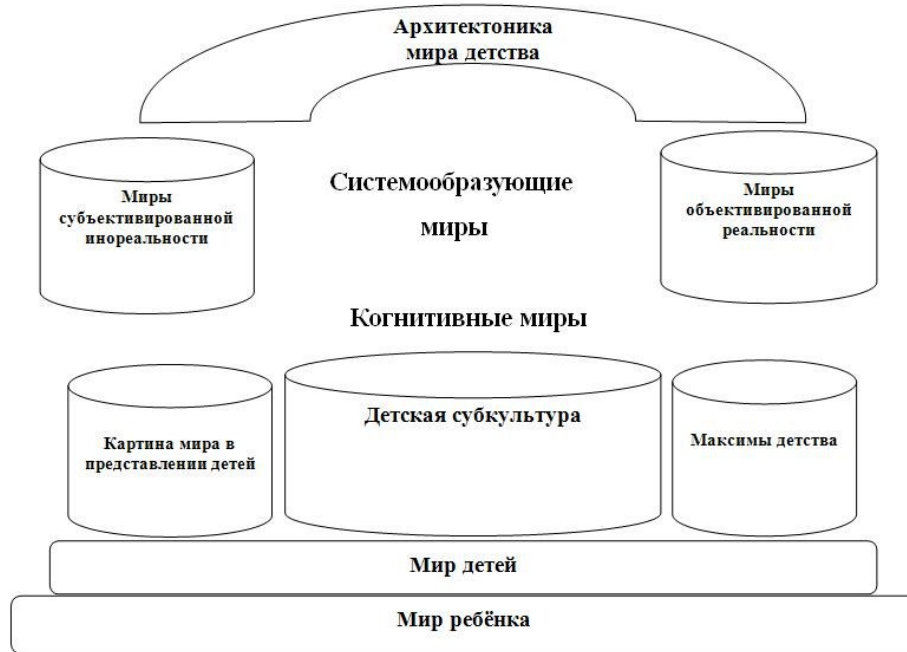 Архитектоника
мира детства
Миры
субъективированной
инореальности
Системообразующие
миры
Миры
объективированной
реальности
Когнитивные миры
Картина мира в
представлении детей
Детская субкультура
Максимы детства
Мир детей
Мир ребёнка